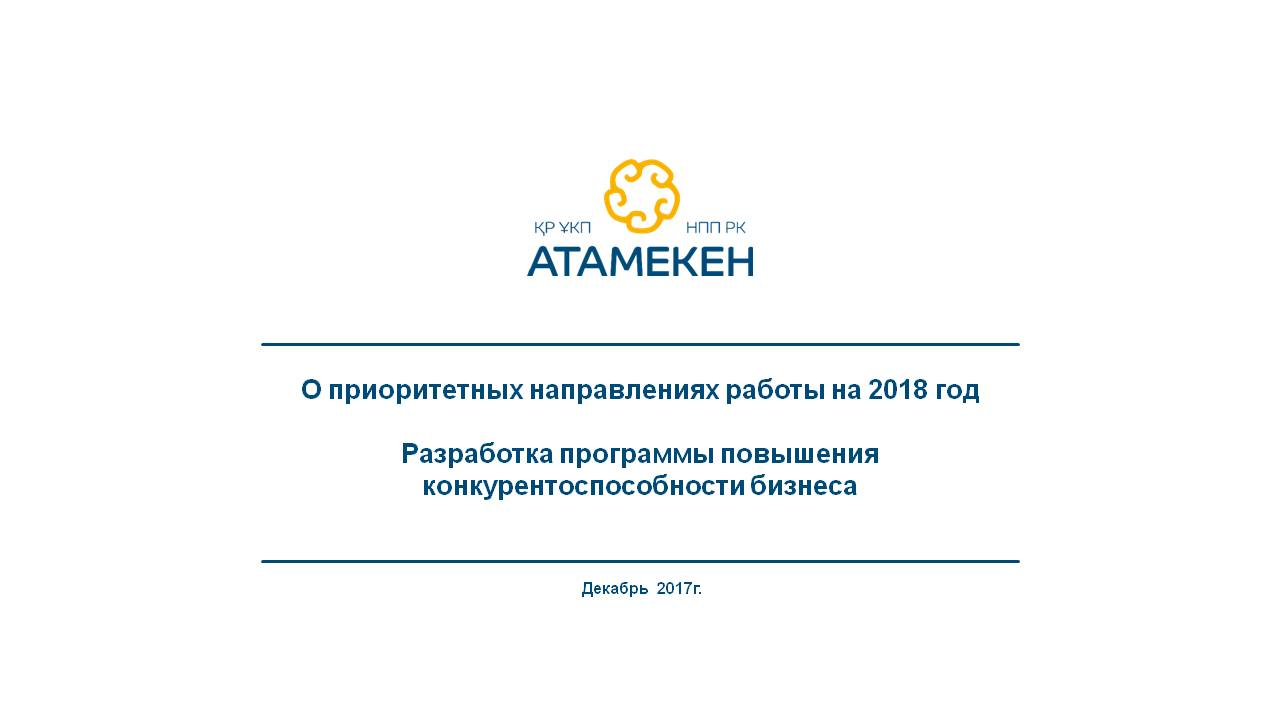 ҚР ҰКП НПП РК
АТАМЕКЕН
О приоритетных направлениях работы на 2018 год
Разработка программы повышения
конкурентоспособности бизнеса
Декабрь 2017г.